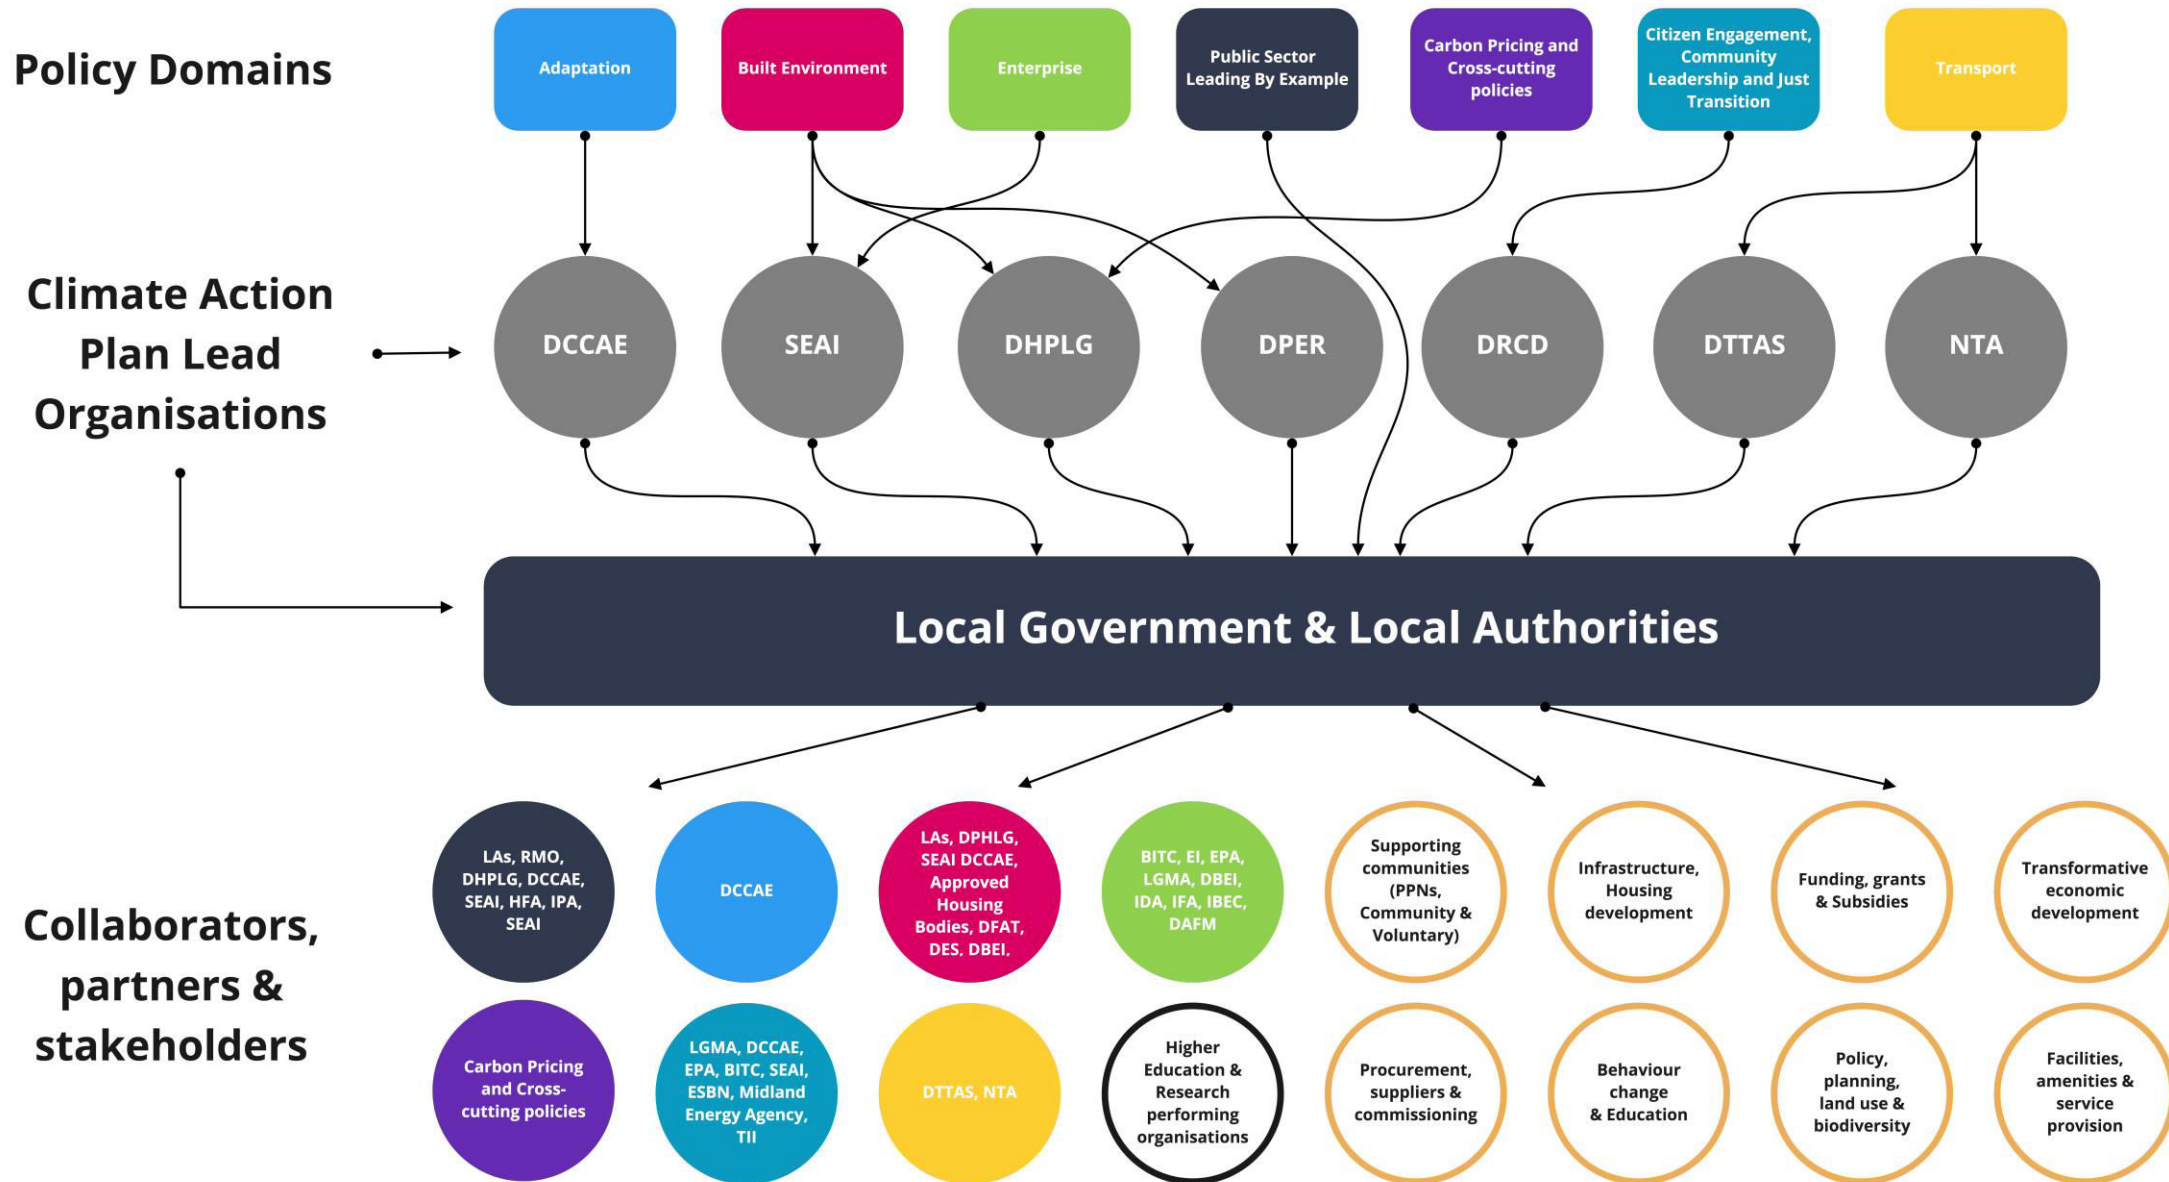 Policy Domains
Adaptation
Built Environment
Enterprise
Public Sector
Leading By Example
Carbon Pricing and
Cross-cutting
policies
Citizen Engagement,
Community
Leadership and Just
Transition
Transport
Climate Action
Plan Lead
Organisations
DCCAE
SEAI
DHPLG
DPER
DRCD
DTTAS
NTA
Local Government & Local Authorities
Collaborators,
partners &
stakeholders
LAs, RMO,
DHPLG, DCCAE,
SEAI, HFA, IPA,
SEAI
DCCAE
LAs, DPHLG,
SEAI DCCAE,
Approved
Housing
Bodies, DFAT,
DES, DBEI,
BITC, EI, EPA,
LGMA, DBEI,
IDA, IFA, IBEC,
DAFM
Supporting
communities
(PPNs,
Community &
Voluntary)
Infrastructure,
Housing
development
Funding, grants
& Subsidies
Transformative
economic
development
Carbon Pricing
and Cross-
cutting policies
LGMA, DCCAE,
EPA, BITC, SEAI,
ESBN, Midland
Energy Agency,
TII
DTTAS, NTA
Higher
Education &
Research
performing
organisations
Procurement,
suppliers &
commissioning
Behaviour
change
& Education
Policy,
planning,
land use &
biodiversity
Facilities,
amenities &
service
provision